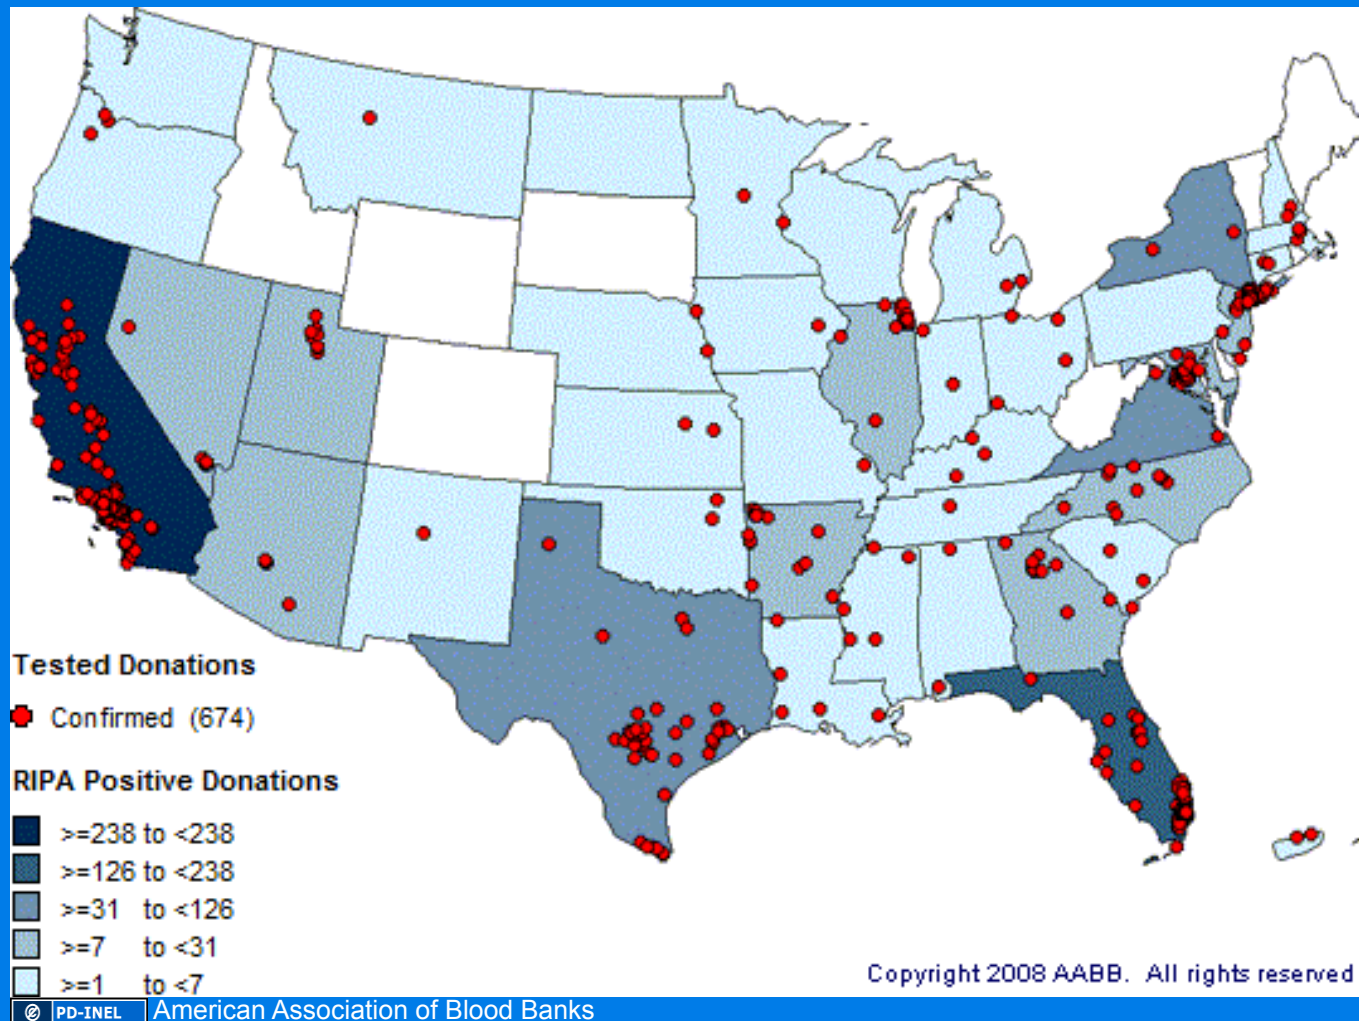 Tested Donations
Confirmed (674)
RIPA Positive Donations
>=238 to <238
>=126 to <238
>=31 to <126
>=7 to <31
>=1 to <7
Copyright 2008 AABB. All rights reserved
PD-INEL American Association of Blood Banks